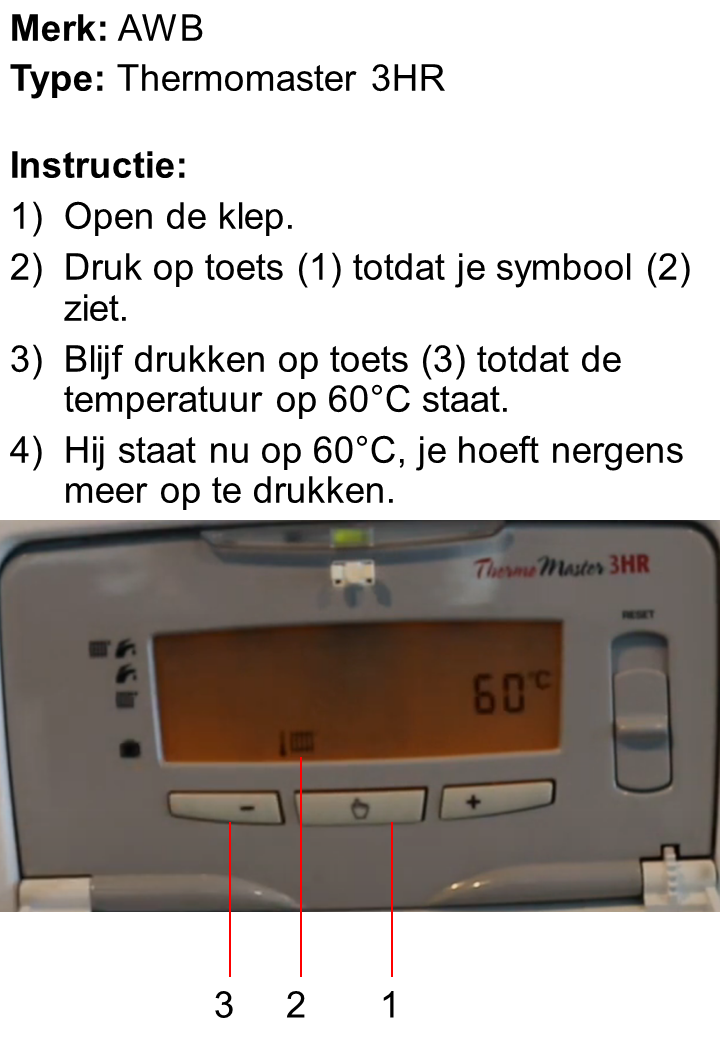 Merk: AWB
Type: Thermomaster 3HR
Instructie:
1) Open de klep.
2) Druk op toets (1) totdat je symbool (2)
ziet.
3) Blijf drukken op toets (3) totdat de
temperatuur op 60°C staat.
4) Hij staat nu op 60°C, je hoeft nergens
meer op te drukken.
ThermoMaster 3HR
RESET
60°C
- +
3 2 1